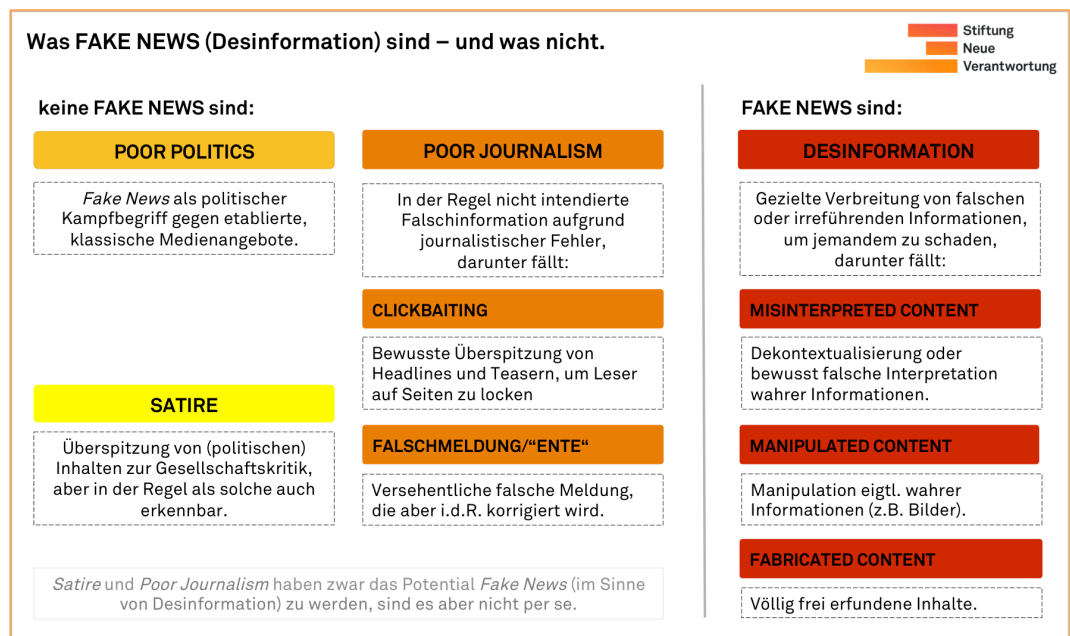 Was FAKE NEWS (Desinformation) sind – und was nicht.
Stiftung
Neue
Verantwortung
keine FAKE NEWS sind:
POOR POLITICS
Fake News als politischer
Kampfbegriff gegen etablierte,
klassische Medienangebote.
SATIRE
Überspitzung von (politischen)
Inhalten zur Gesellschaftskritik,
aber in der Regel als solche auch
erkennbar.
POOR JOURNALISM
In der Regel nicht intendierte
Falschinformation aufgrund
journalistischer Fehler,
darunter fällt:
CLICKBAITING
Bewusste Überspitzung von
Headlines und Teasern, um Leser
auf Seiten zu locken
FALSCHMELDUNG/“ENTE“
Versehentliche falsche Meldung,
die aber i.d.R. korrigiert wird.
Satire und Poor Journalism haben zwar das Potential Fake News (im Sinne
von Desinformation) zu werden, sind es aber nicht per se.
FAKE NEWS sind:
DESINFORMATION
Gezielte Verbreitung von falschen
oder irreführenden Informationen,
um jemandem zu schaden,
darunter fällt:
MISINTERPRETED CONTENT
Dekontextualisierung oder
bewusst falsche Interpretation
wahrer Informationen.
MANIPULATED CONTENT
Manipulation eigtl. wahrer
Informationen (z.B. Bilder).
FABRICATED CONTENT
Völlig frei erfundene Inhalte.